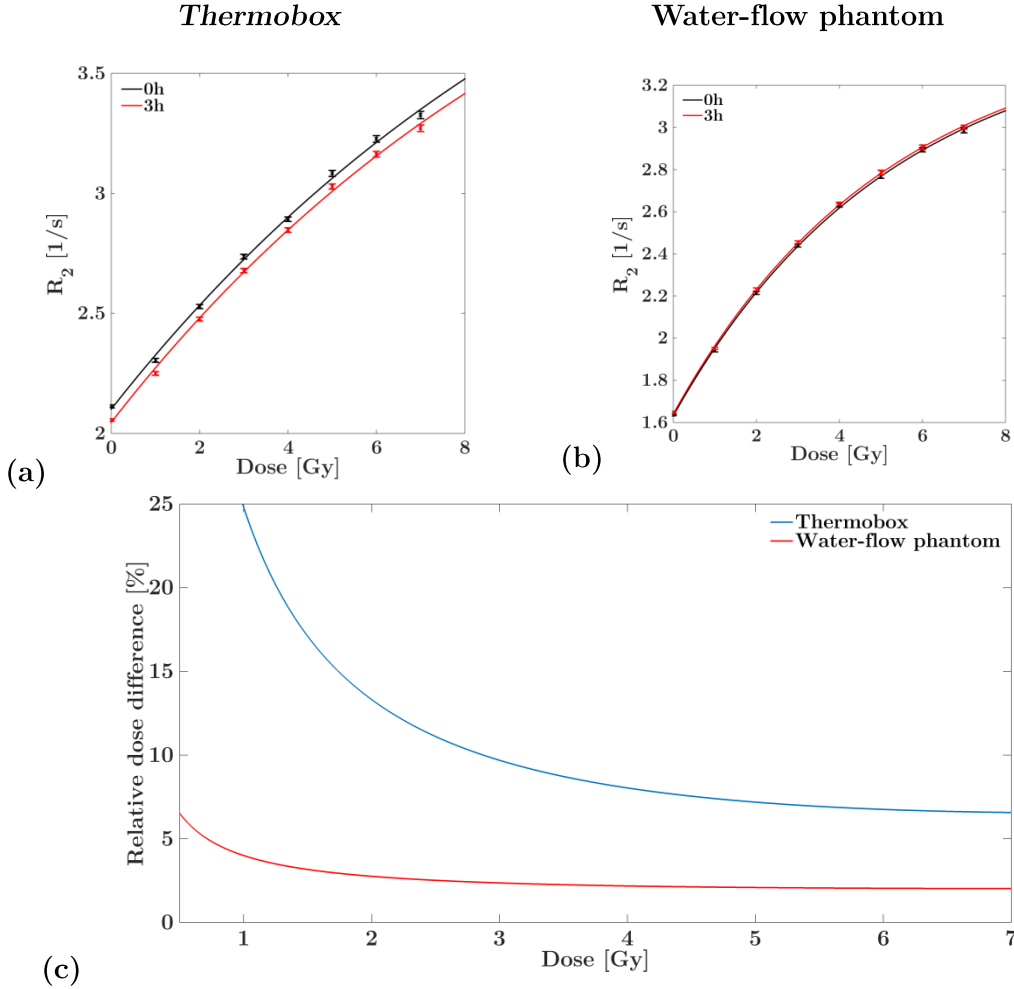 Thermobox
Water-flow phantom
0h
3h
3.5
3
2.5
2
R2 [1/s]
0 2 4 6 8
Dose [Gy]
(a)
0h
3h
3.2
3
2.8
2.6
2.4
2.2
2
1.8
1.6
R2 [1/s]
0 2 4 6 8
Dose [Gy]
(b)
Thermobox
Water-flow phantom
25
20
15
10
5
0
Relative dose difference [%]
1 2 3 4 5 6 7
Dose [Gy]
(c)